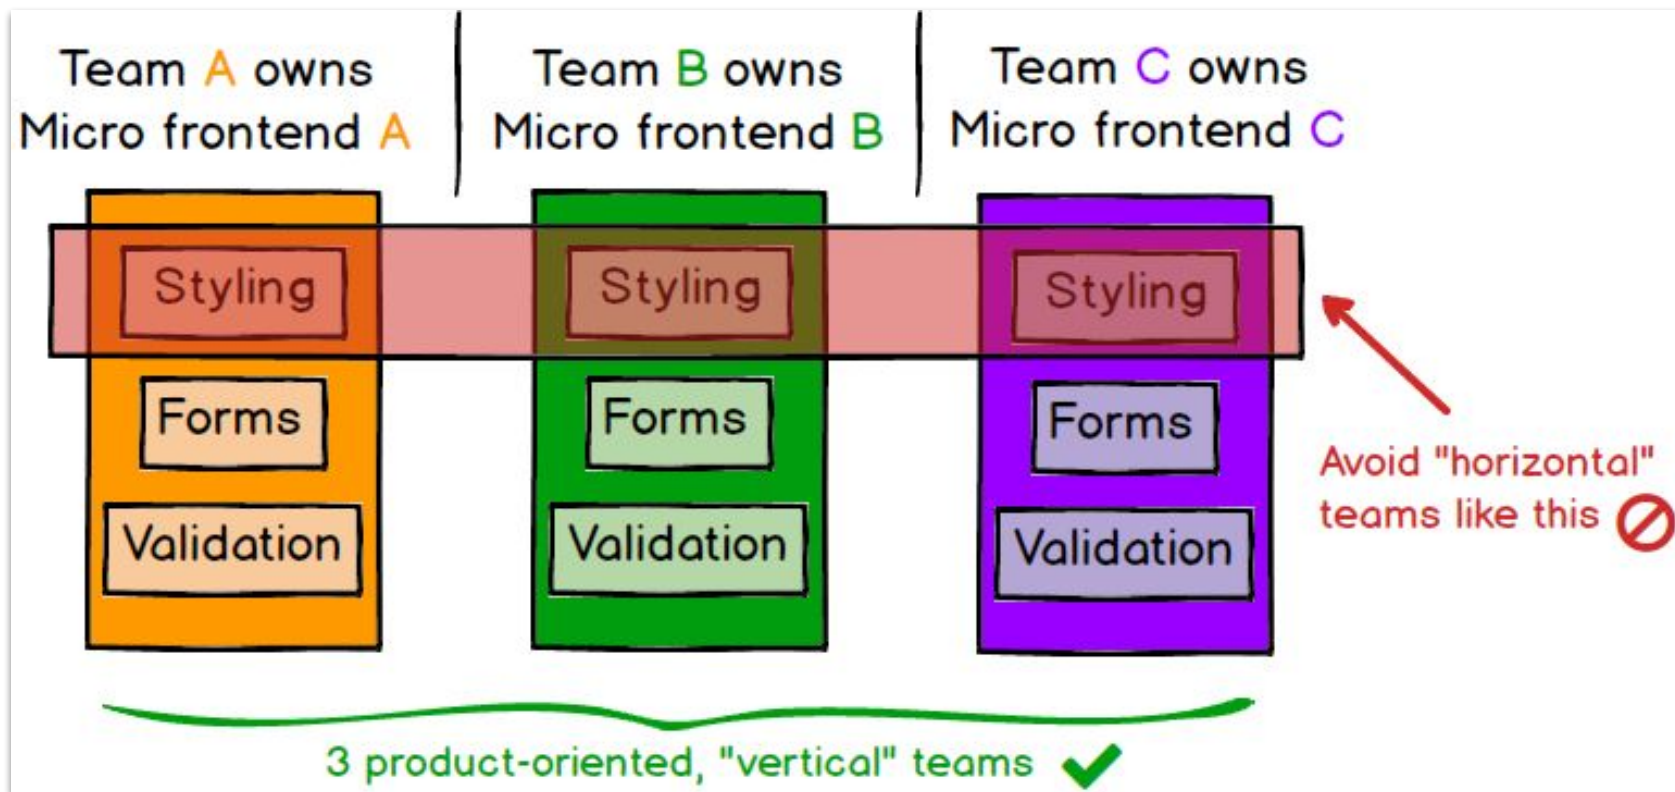 Team A owns
Micro frontend A
Team B owns
Micro frontend B
Team C owns
Micro frontend C
Styling
Styling
Styling
Forms
Forms
Forms
Validation
Validation
Validation
Avoid "horizontal"
teams like this
3 product-oriented, "vertical" teams